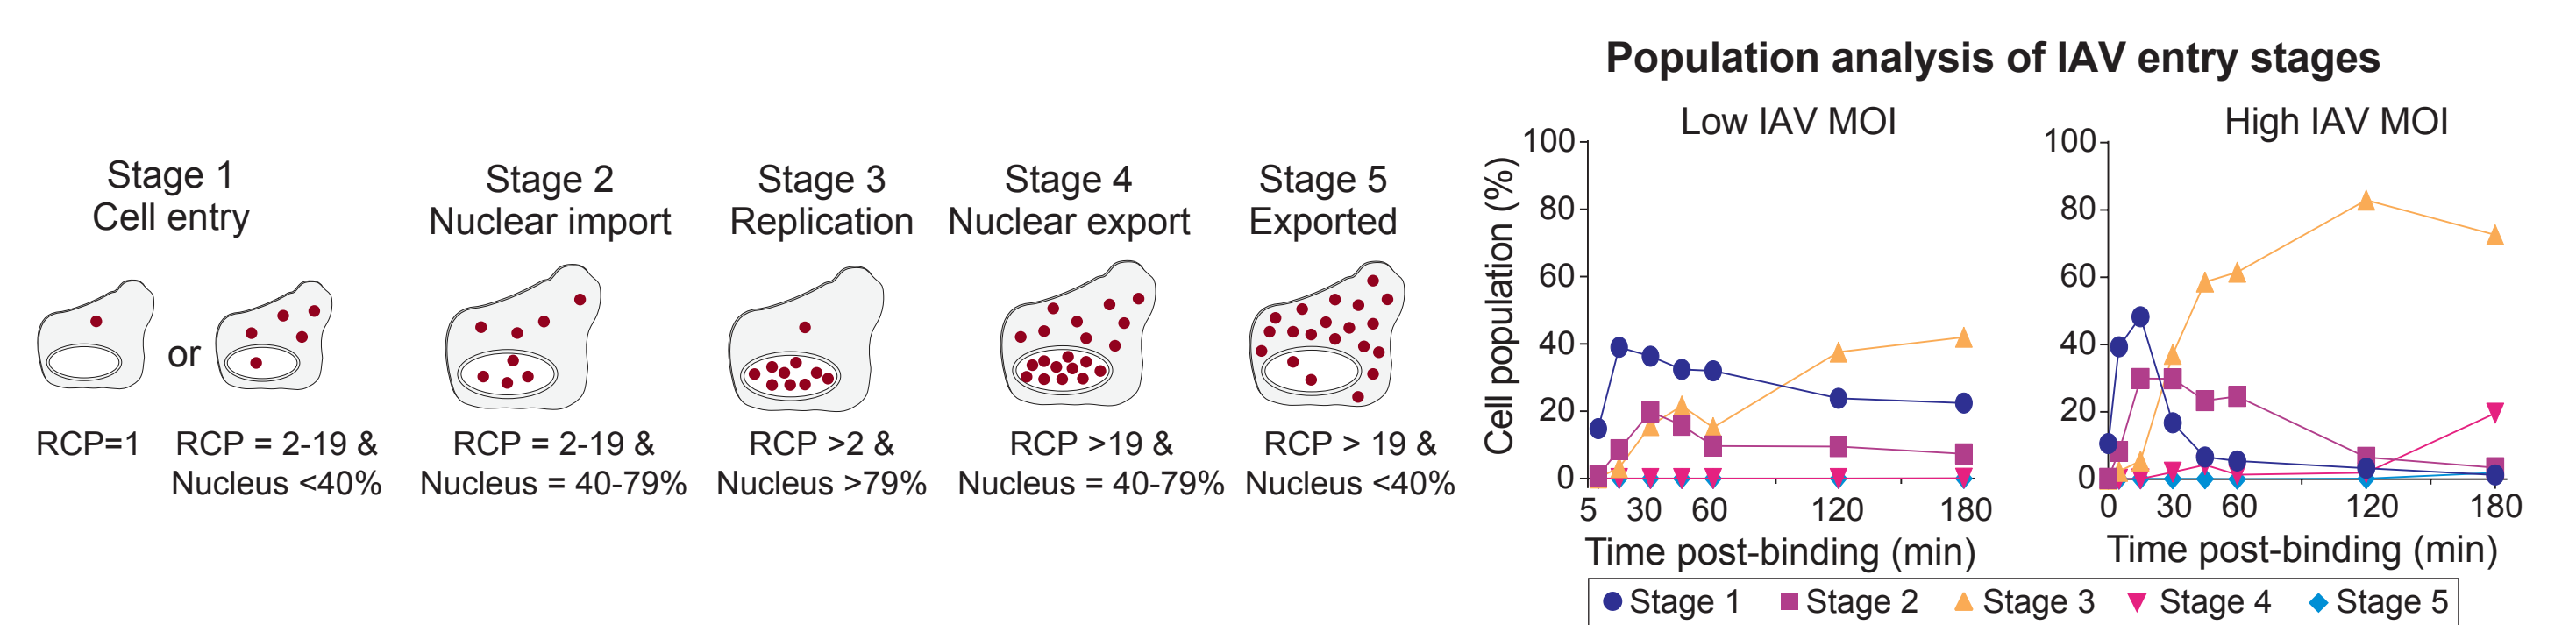 Stage 1
Cell entry
or
RCP=1
RCP = 2-19 &
Nucleus <40%
Stage 2
Nuclear import
RCP = 2-19 &
Nucleus = 40-79%
Stage 3
Replication
RCP >2 &
Nucleus >79%
Stage 4
Nuclear export
RCP >19 &
Nucleus = 40-79%
Stage 5
Exported
RCP > 19 &
Nucleus <40%
Population analysis of IAV entry stages
Low IAV MOI
Cell population (%)
100
80
60
40
20
0
5 30 60 120 180
Time post-binding (min)
High IAV MOI
100
80
60
40
20
0
0 30 60 120 180
Time post-binding (min)
Stage 1 Stage 2 Stage 3 Stage 4 Stage 5